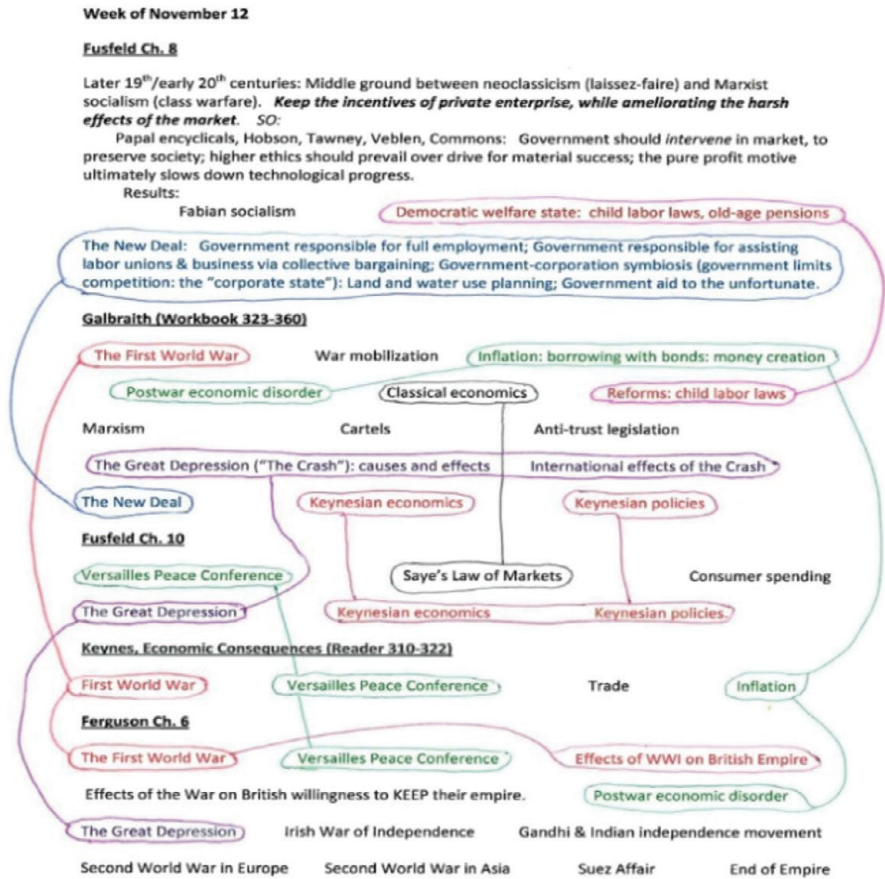 Week of November 12
Fusfeld Ch. 8
Later 19th/early 20th centuries: Middle ground between neoclassicism (laissez-faire) and Marxist
socialism (class warfare). Keep the incentives of private enterprise, while ameliorating the harsh
effects of the market. SO:
Papal encyclicals, Hobson, Tawney, Veblen, Commons: Government should intervene in market, to
preserve society; higher ethics should prevail over drive for material success; the pure profit motive
ultimately slows down technological progress.
Results:
Fabian socialism Democratic welfare state: child labor laws, old-age pensions
The New Deal: Government responsible for full employment; Government responsible for assisting
labor unions & business via collective bargaining; Government-corporation symbiosis (government limits
competition: the "corporate state"): Land and water use planning; Government aid to the unfortunate.
Galbraith (Workbook 323-360)
The First World War War mobilization Inflation: borrowing with bonds: money creation
Postwar economic disorder Classical economics Reforms: child labor laws
Marxism Cartels Anti-trust legislation
The Great Depression ("The Crash"): causes and effects International effects of the Crash
The New Deal Keynesian economics Keynesian policies
Fusfeld Ch. 10
Versailles Peace Conference Saye's Law of Markets Consumer spending
The Great Depression Keynesian economics Keynesian policies.
Keynes, Economic Consequences (Reader 310-322)
First World War Versailles Peace Conference Trade Inflation
Ferguson Ch. 6
The First World War Versailles Peace Conference Effects of WWI on British Empire
Effects of the War on British willingness to KEEP their empire. Postwar economic disorder
The Great Depression Irish War of Independence Gandhi & Indian independence movement
Second World War in Europe Second World War in Asia Suez Affair End of Empire